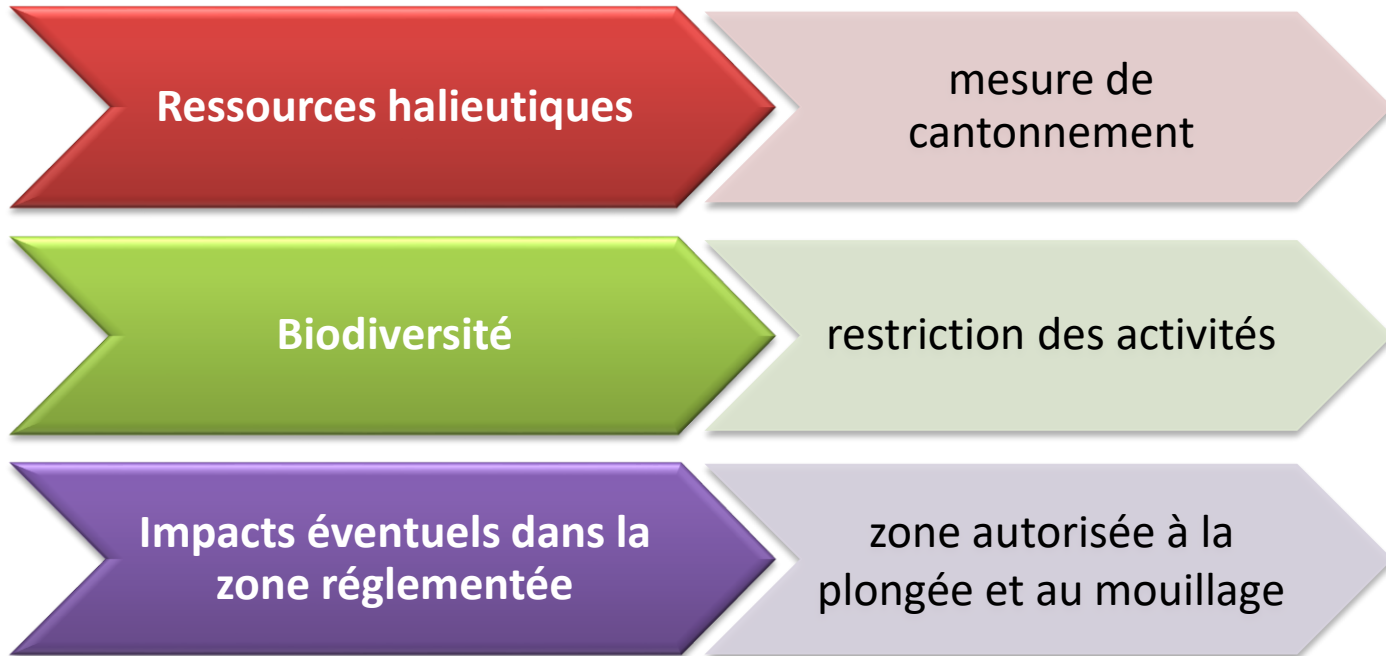 Ressources halieutiques
mesure de
cantonnement
Biodiversité
restriction des activités
Impacts éventuels dans la
zone réglementée
zone autorisée à la
plongée et au mouillage